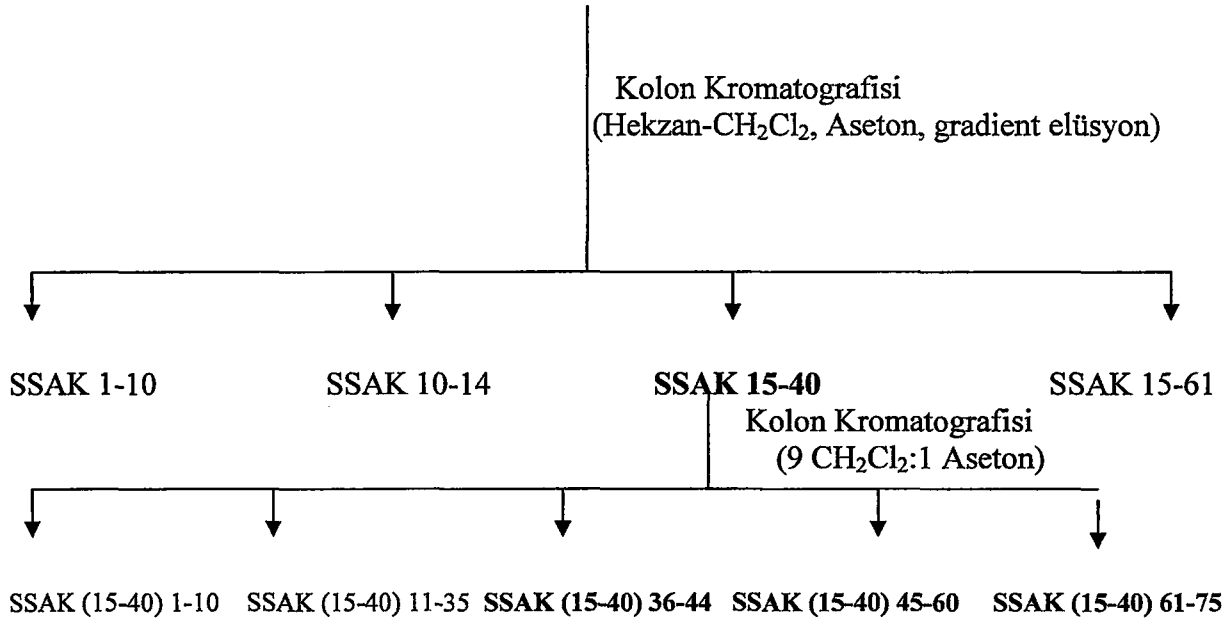 Kolon Kromatografisi
(Hekzan-CH₂Cl₂, Aseton, gradient elüsyon)
SSAK 1-10 SSAK 10-14 SSAK 15-40 SSAK 15-61
Kolon Kromatografisi
(9 CH₂Cl₂:1 Aseton)
SSAK (15-40) 1-10 SSAK (15-40) 11-35 SSAK (15-40) 36-44 SSAK (15-40) 45-60 SSAK (15-40) 61-75